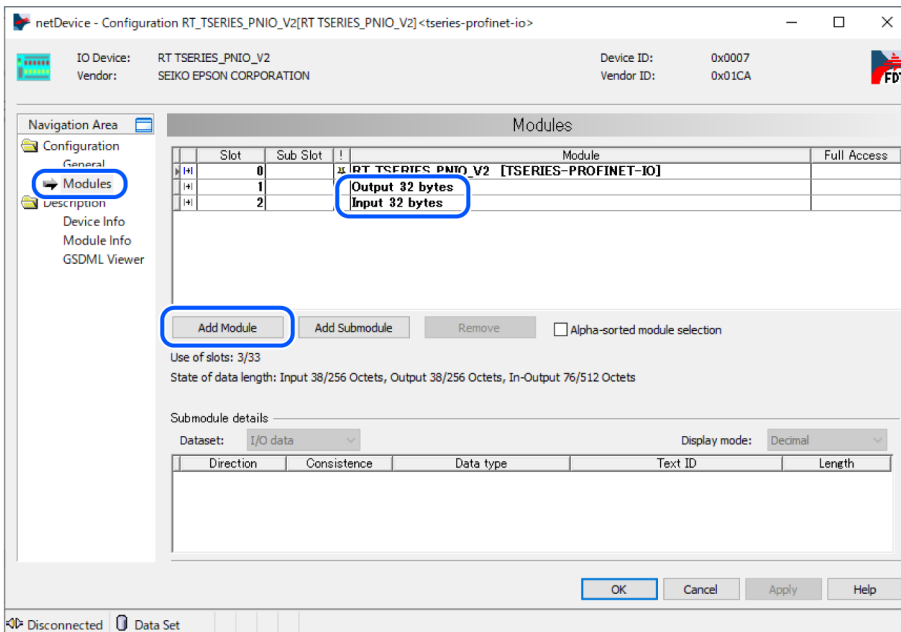 netDevice - Configuration RT_TSERIES_PNIO_V2[RT TSERIES_PNIO_V2]<tseries-profinet-io>
IO Device: RT TSERIES_PNIO_V2 Device ID: 0x0007
Vendor: SEIKO EPSON CORPORATION Vendor ID: 0x01CA
FDT
Navigation Area
Modules
Configuration
General
Modules
Description
Device Info
Module Info
GSDML Viewer
Slot Sub Slot ! Module Full Access
0 RT TSERIES_PNIO_V2 [TSERIES-PROFINET-IO]
1 Output 32 bytes
2 Input 32 bytes
Add Module Add Submodule Remove Alpha-sorted module selection
Use of slots: 3/33
State of data length: Input 38/256 Octets, Output 38/256 Octets, In-Output 76/512 Octets
Submodule details
Dataset: I/O data Display mode: Decimal
Direction Consistence Data type Text ID Length
OK Cancel Apply Help
Disconnected Data Set